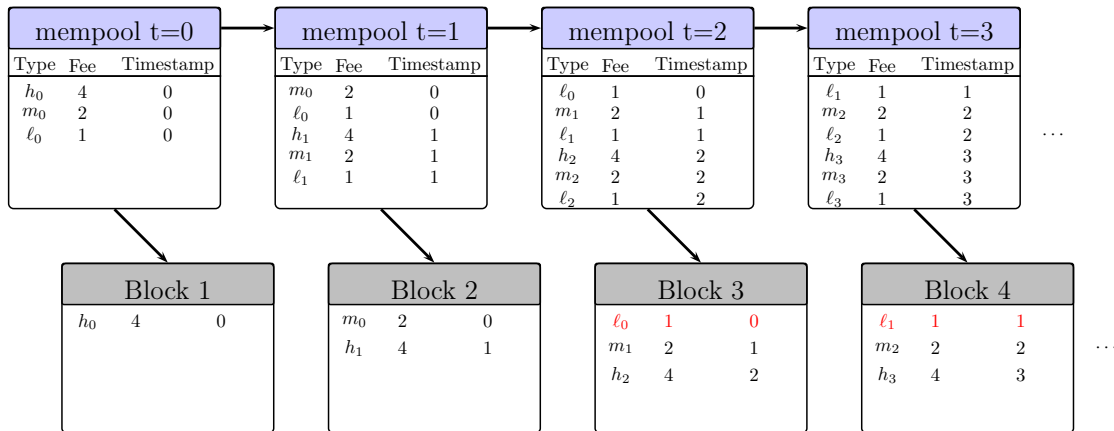 mempool t=0 mempool t=1 mempool t=2 mempool t=3
Type Fee Timestamp Type Fee Timestamp Type Fee Timestamp Type Fee Timestamp
h₀ 4 0 m₀ 2 0 ℓ₀ 1 0 ℓ₁ 1 1
m₀ 2 0 ℓ₀ 1 0 m₁ 2 1 m₂ 2 2
ℓ₀ 1 0 h₁ 4 1 ℓ₁ 1 1 ℓ₂ 1 2 ...
m₁ 2 1 h₂ 4 2 h₃ 4 3
ℓ₁ 1 1 m₂ 2 2 m₃ 2 3
ℓ₂ 1 2 ℓ₃ 1 3
Block 1 Block 2 Block 3 Block 4
h₀ 4 0 m₀ 2 0 ℓ₀ 1 0 ℓ₁ 1 1
h₁ 4 1 m₁ 2 1 m₂ 2 2 ...
h₂ 4 2 h₃ 4 3